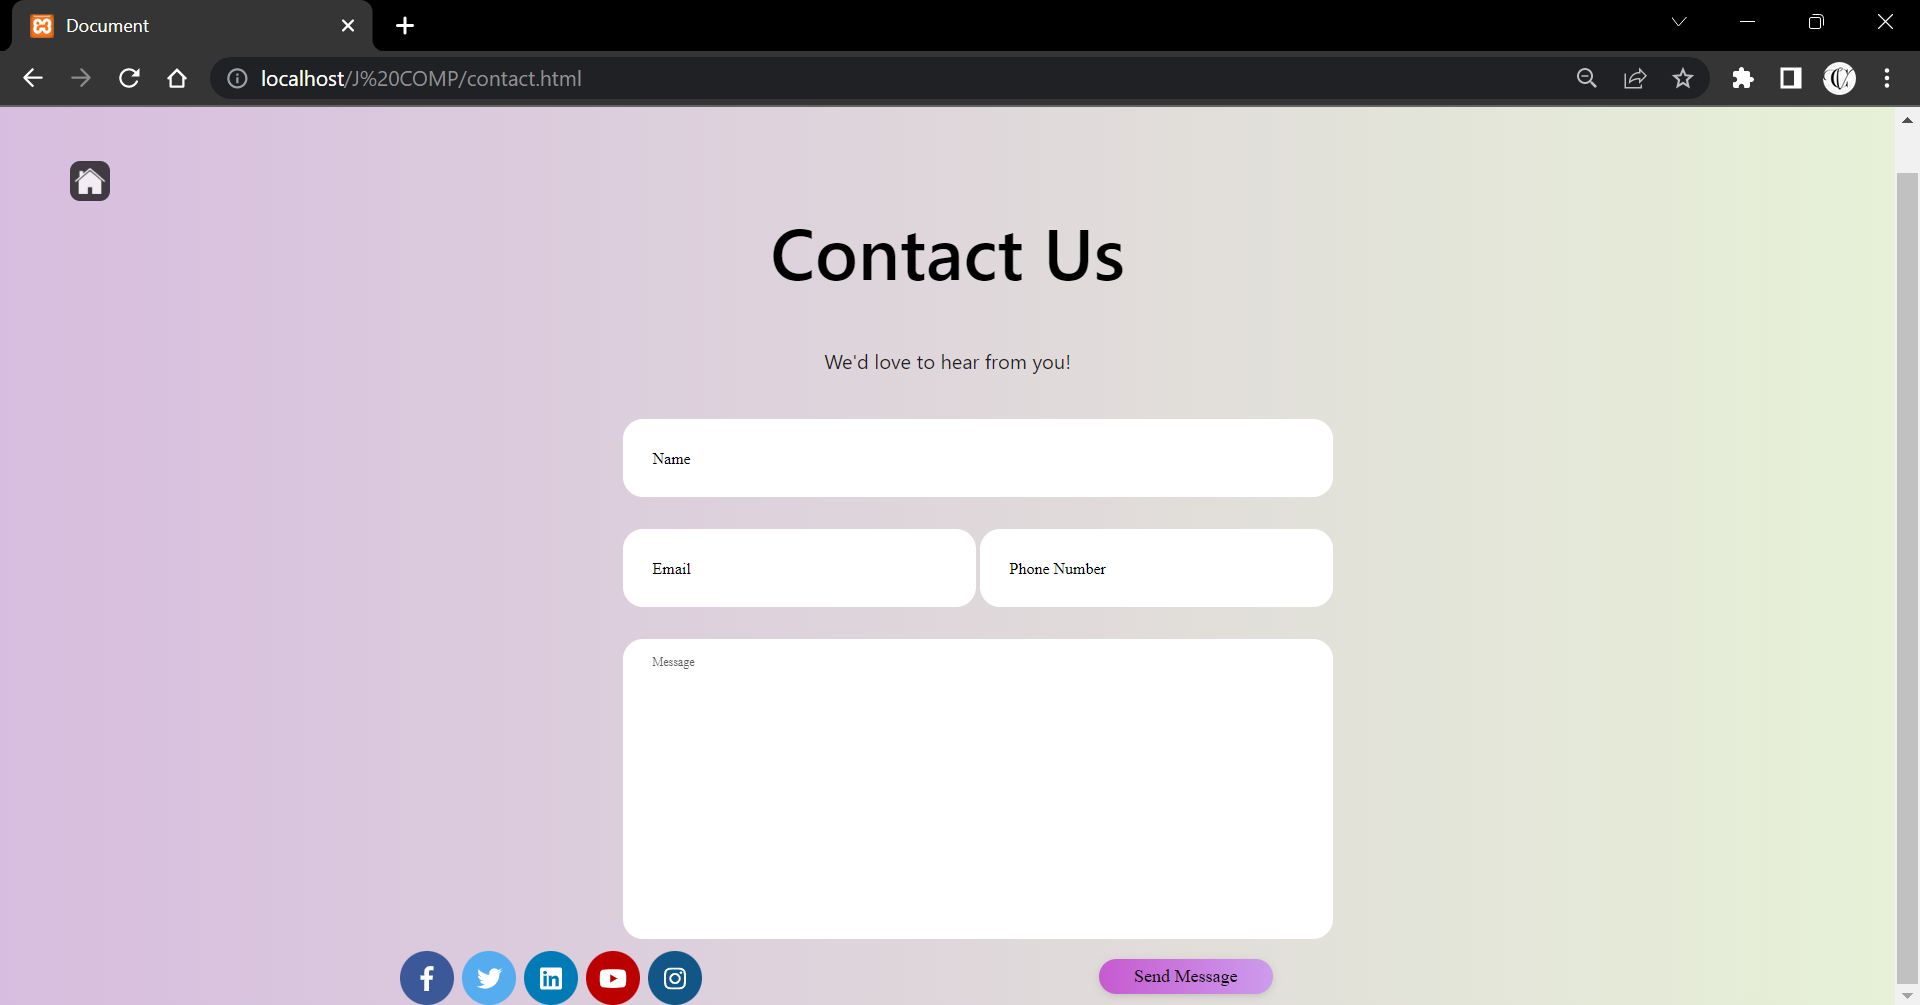 Document
localhost/J%20COMP/contact.html
Contact Us
We'd love to hear from you!
Name
Email
Phone Number
Message
Send Message